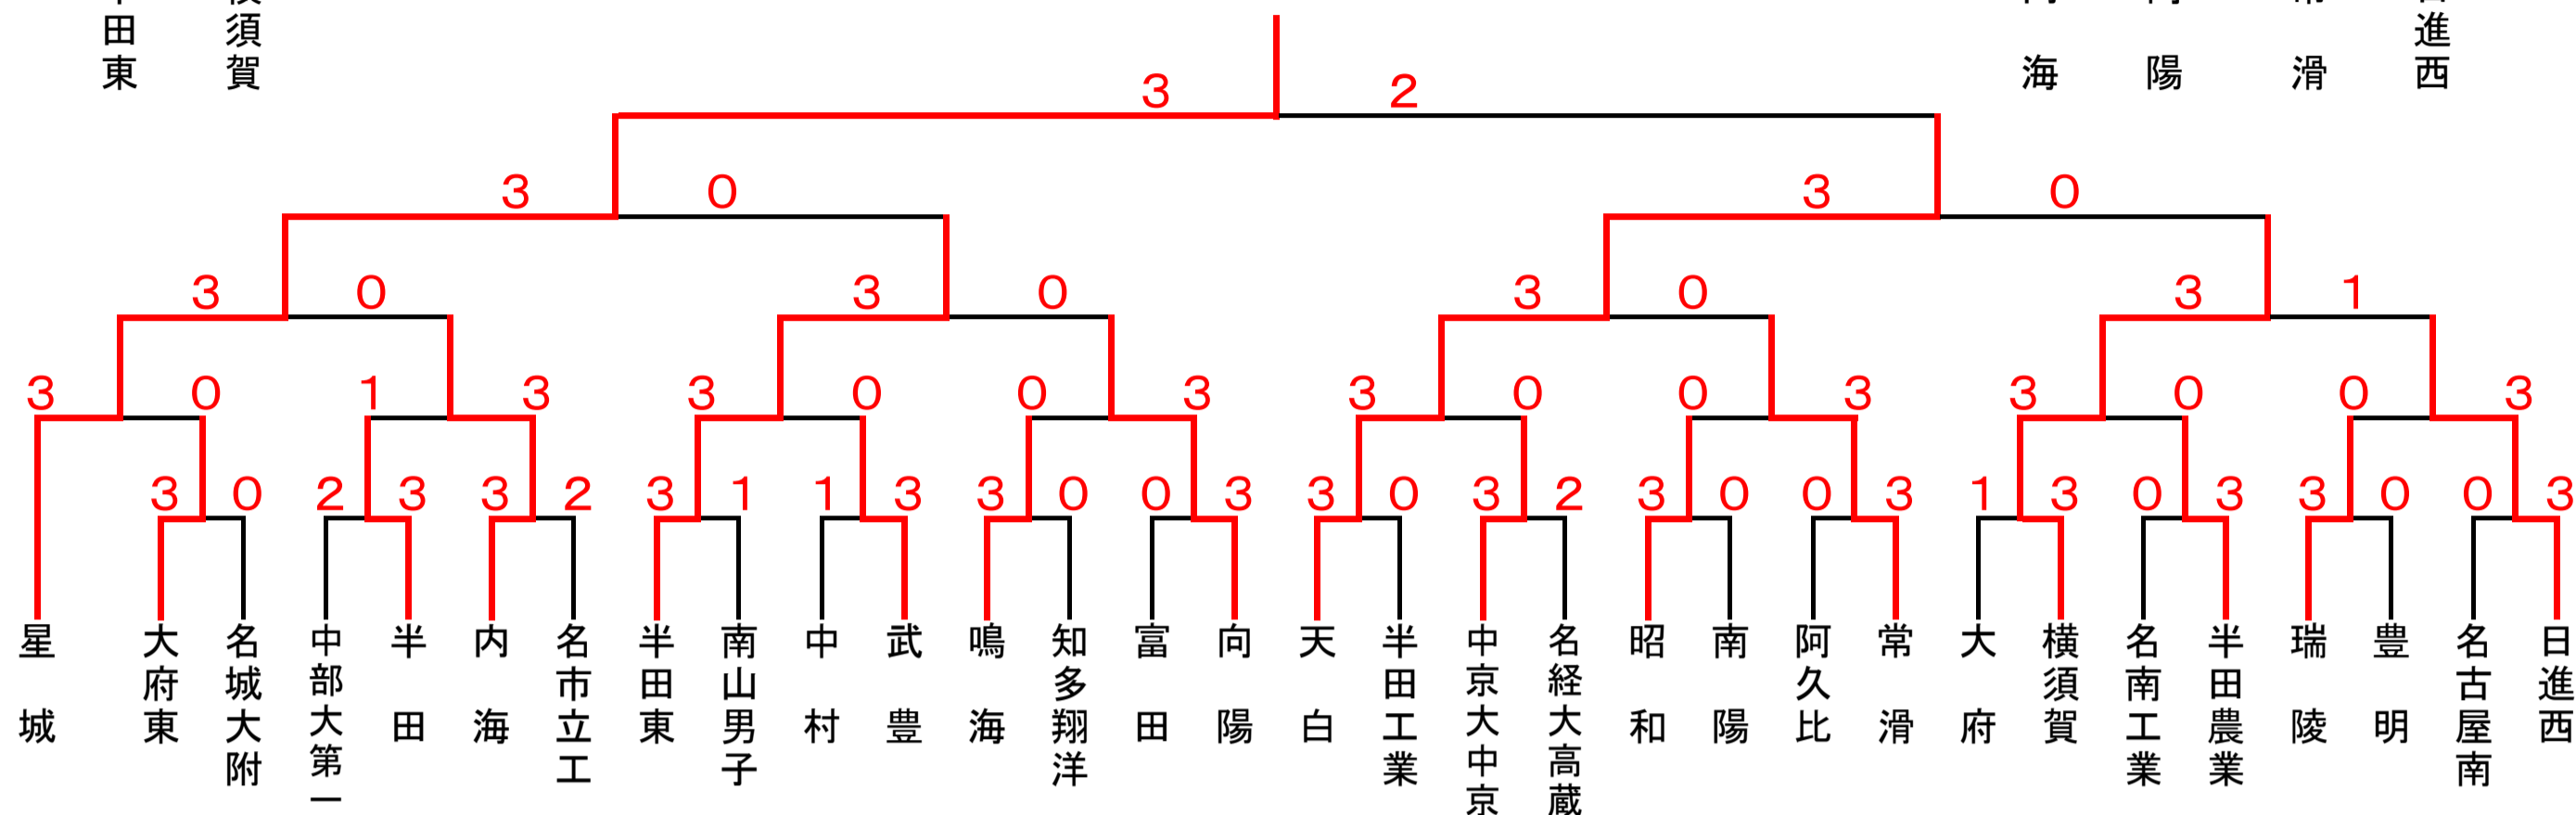 田東
須賀
海
陽
滑
進西
3 2
3 0 3 0
3 0 3 0 3 0 3 1
3 0 1 3 3 0 0 3 3 0 0 3 3 0 0 3
3 0 2 3 3 2 3 1 1 3 3 0 0 3 3 0 3 2 3 0 0 3 1 3 0 3 3 0 0 3
星城
大府東
名城大附
中部大第一
半田
内海
名市立工
半田東
南山男子
中村
武豊
鳴海
知多翔洋
富田
向陽
天白
半田工業
中京大中京
名経大高蔵
昭和
南陽
阿久比
常滑
大府
横須賀
名南工業
半田農業
瑞陵
豊明
名古屋南
日進西